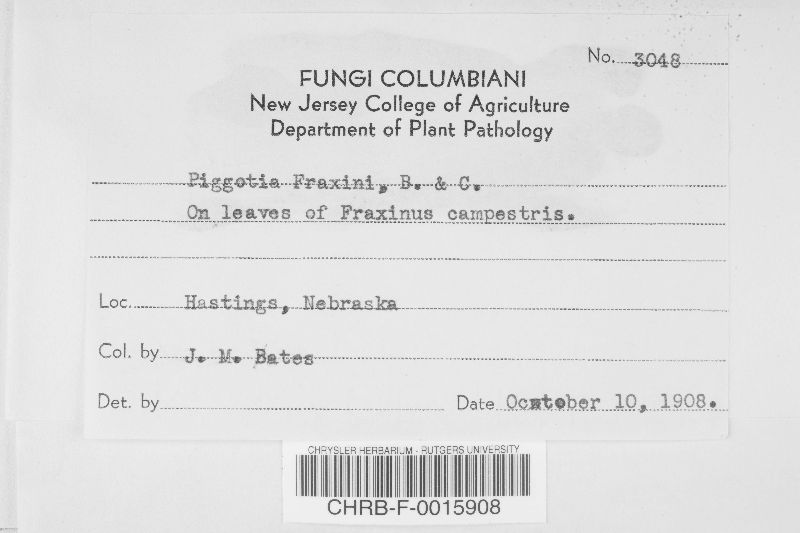 No. 3048
FUNGI COLUMBIANI
New Jersey College of Agriculture
Department of Plant Pathology
Piggotia Fraxini, B. & C.
On leaves of Fraxinus campestris.
Loc. Hastings, Nebraska
Col. by J. M. Bates
Det. by
Date October 10, 1908.
CHRYSLER HERBARIUM - RUTGERS UNIVERSITY
CHRB-F-0015908